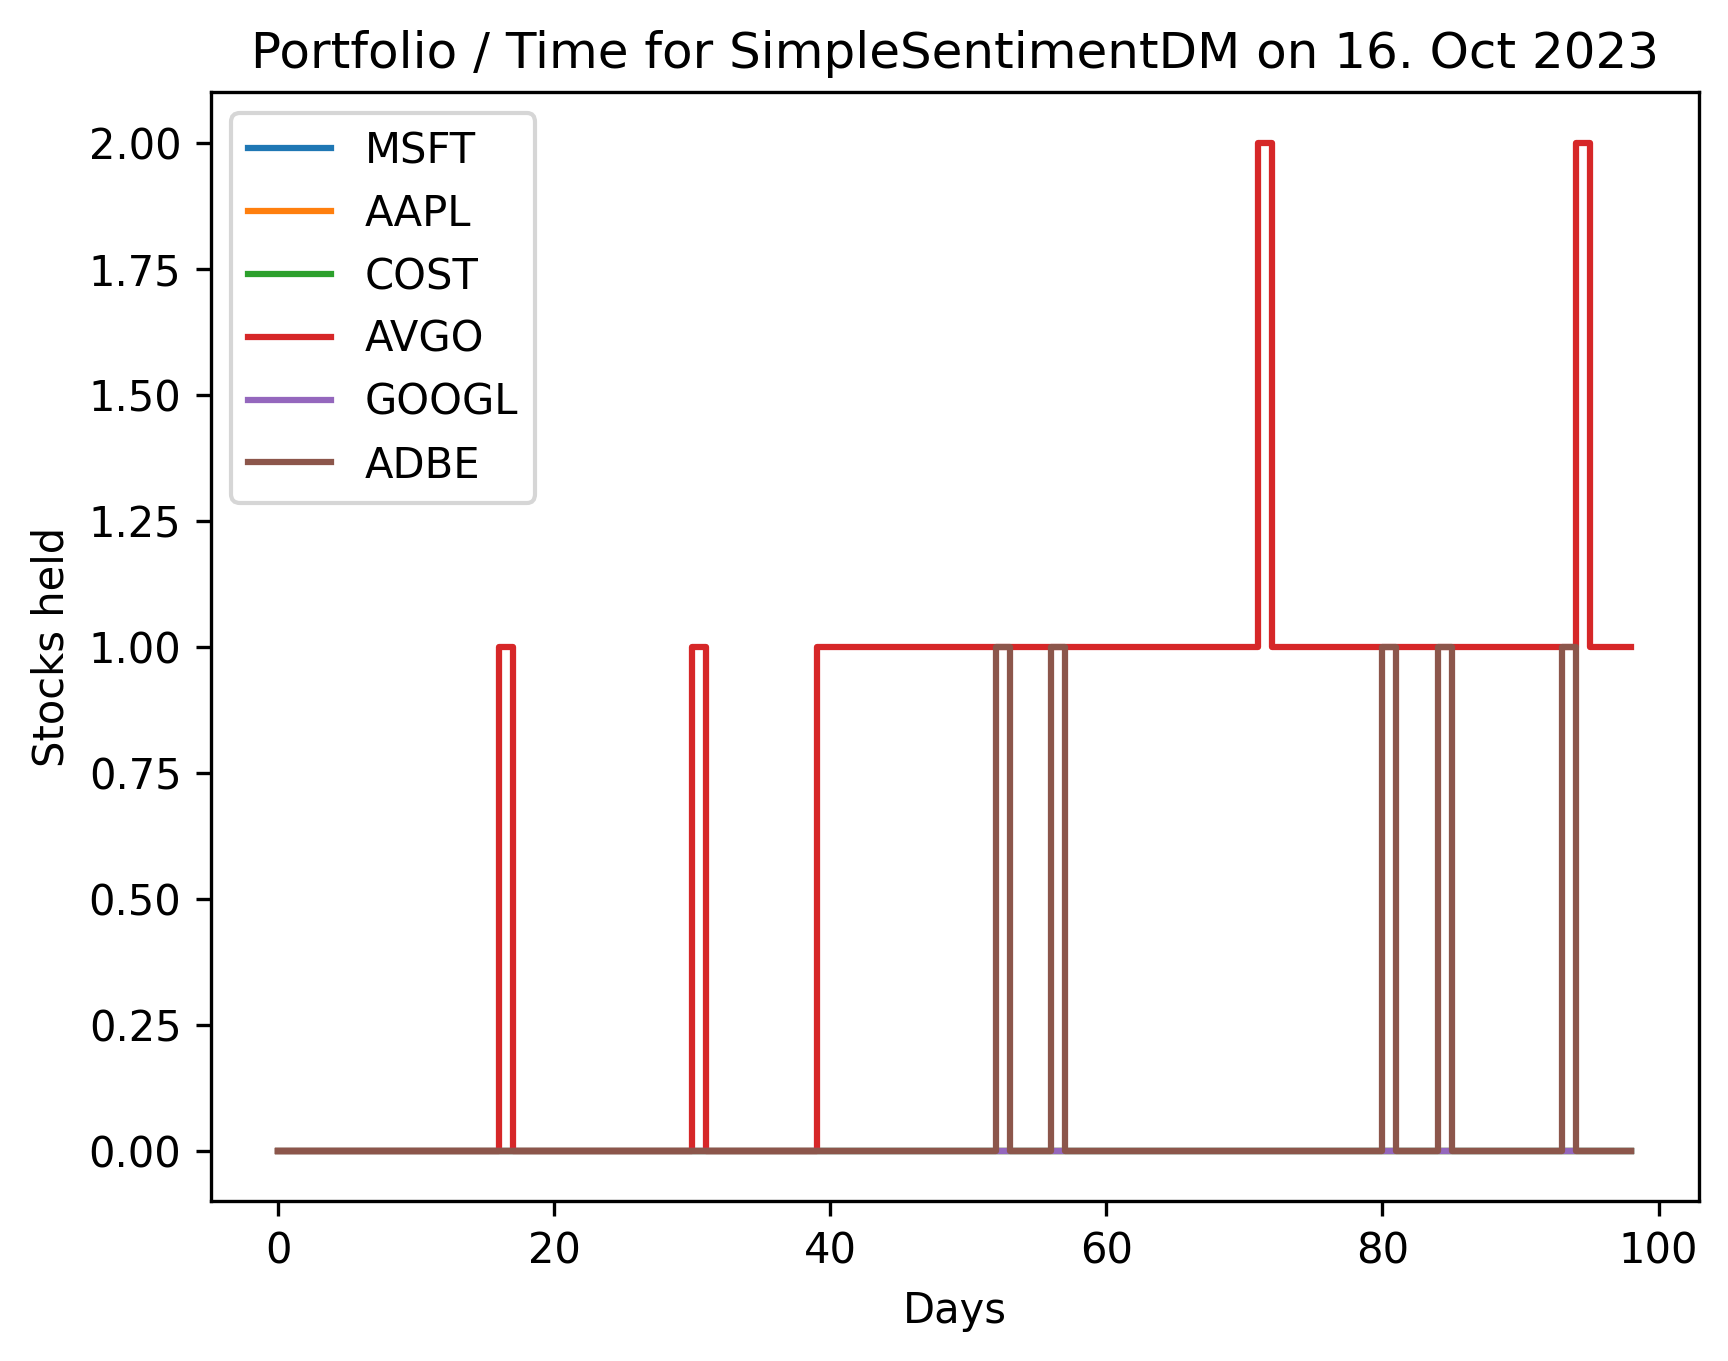 Portfolio / Time for SimpleSentimentDM on 16. Oct 2023
MSFT
AAPL
COST
AVGO
GOOGL
ADBE
Stocks held
2.00
1.75
1.50
1.25
1.00
0.75
0.50
0.25
0.00
0 20 40 60 80 100
Days